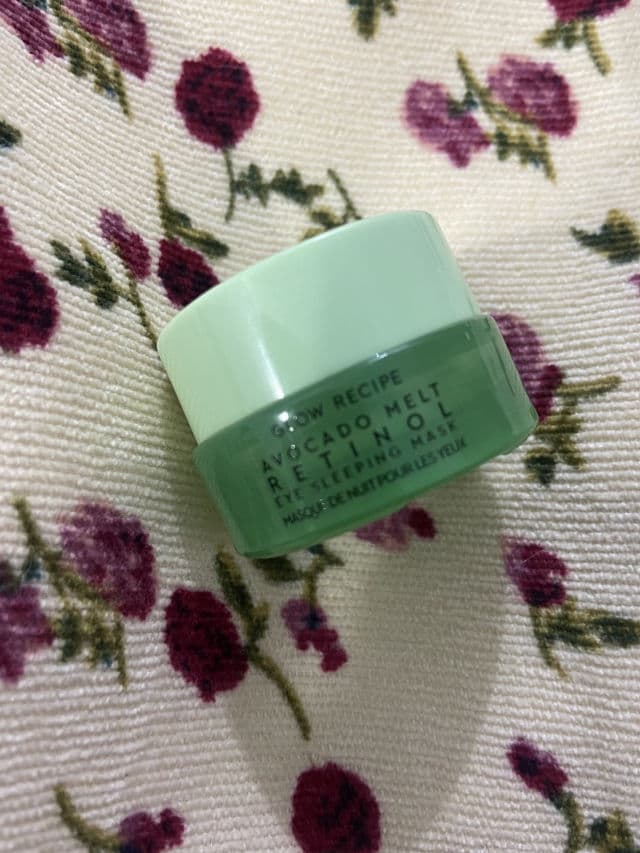 GLOW RECIPE
AVOCADO MELT
RETINOL
EYE SLEEPING MASK
MASQUE DE NUIT POUR LES YEUX